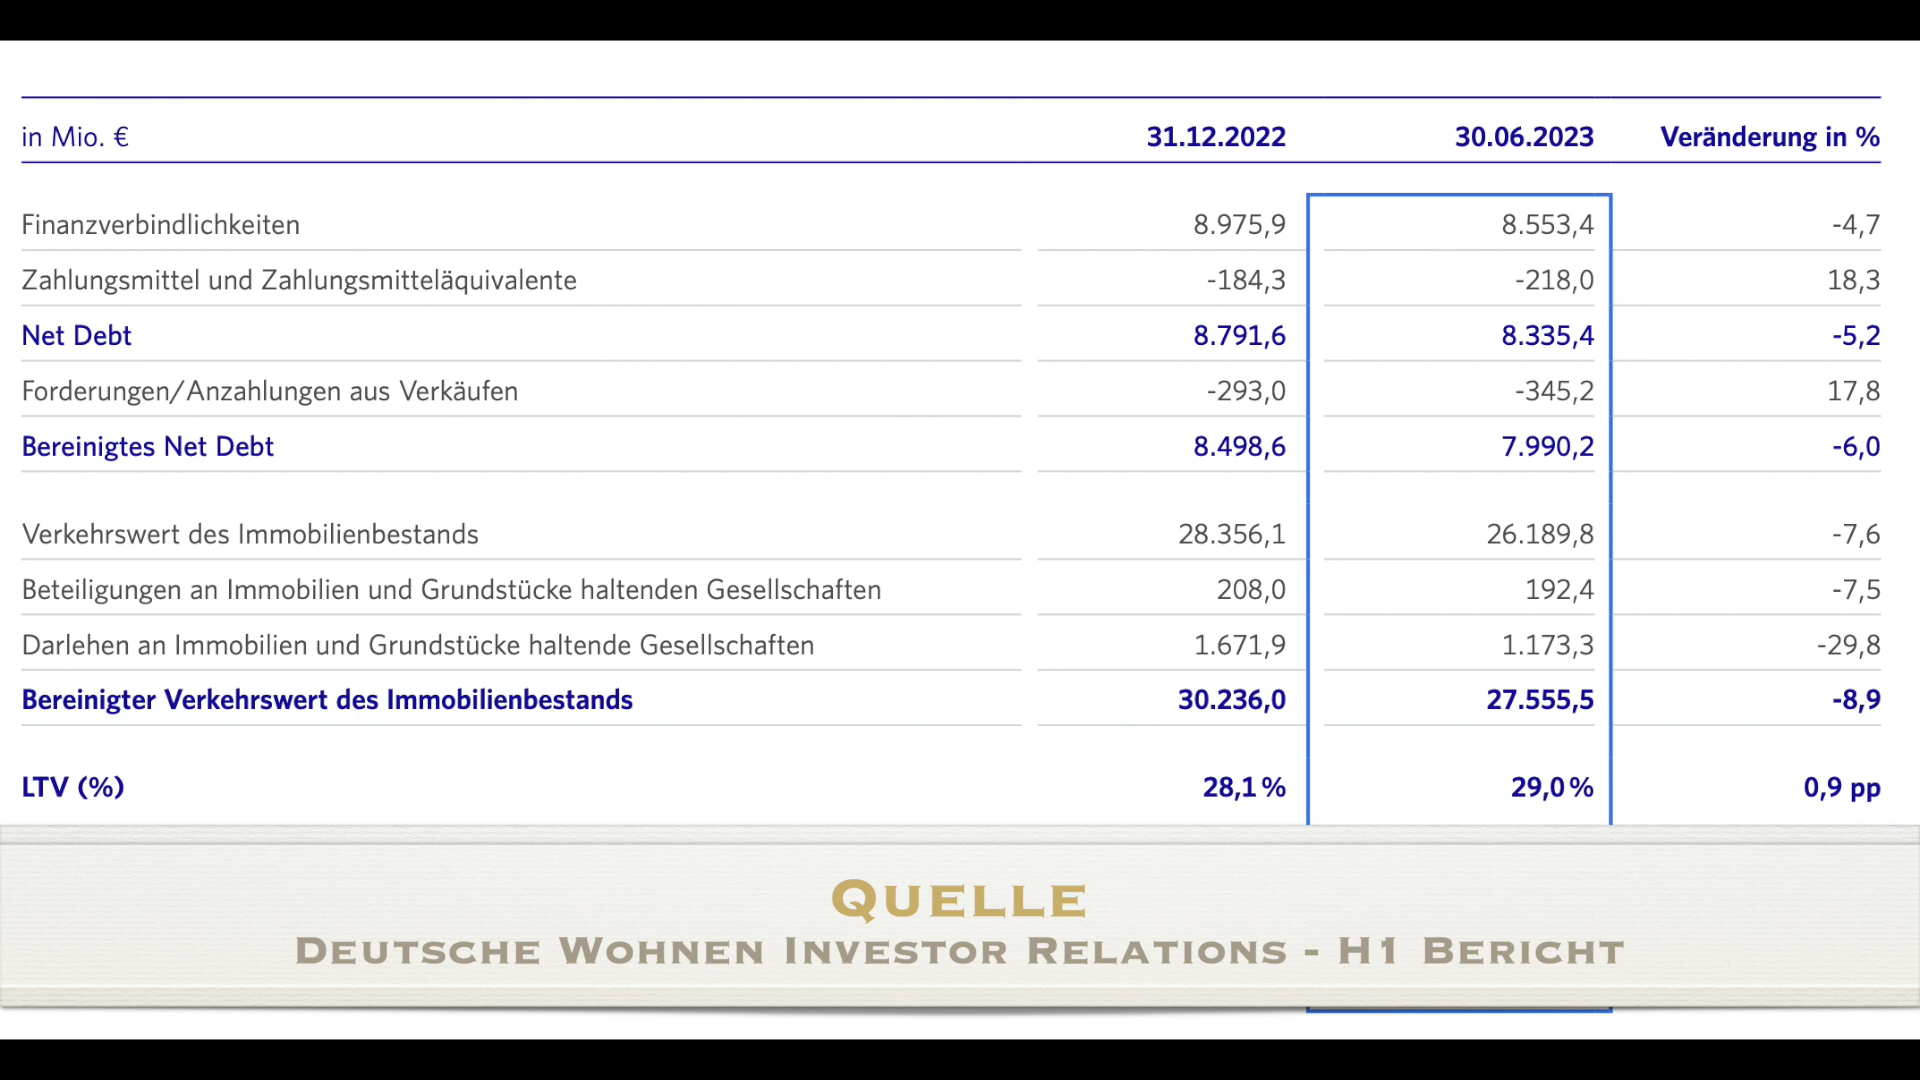 in Mio. € 31.12.2022 30.06.2023 Veränderung in %
Finanzverbindlichkeiten 8.975,9 8.553,4 -4,7
Zahlungsmittel und Zahlungsmitteläquivalente -184,3 -218,0 18,3
Net Debt 8.791,6 8.335,4 -5,2
Forderungen/Anzahlungen aus Verkäufen -293,0 -345,2 17,8
Bereinigtes Net Debt 8.498,6 7.990,2 -6,0
Verkehrswert des Immobilienbestands 28.356,1 26.189,8 -7,6
Beteiligungen an Immobilien und Grundstücke haltenden Gesellschaften 208,0 192,4 -7,5
Darlehen an Immobilien und Grundstücke haltende Gesellschaften 1.671,9 1.173,3 -29,8
Bereinigter Verkehrswert des Immobilienbestands 30.236,0 27.555,5 -8,9
LTV (%) 28,1 % 29,0 % 0,9 pp
Quelle
Deutsche Wohnen Investor Relations - H1 Bericht